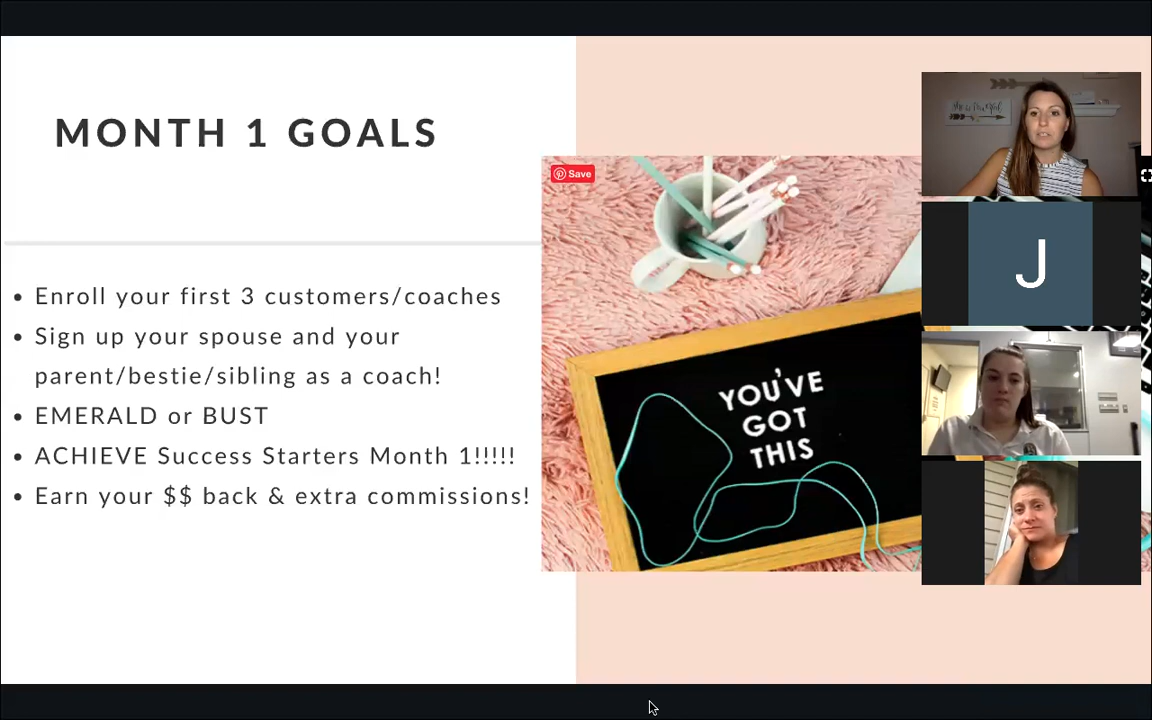 MONTH 1 GOALS
Save
• Enroll your first 3 customers/coaches
• Sign up your spouse and your
parent/bestie/sibling as a coach!
• EMERALD or BUST
• ACHIEVE Success Starters Month 1!!!!!
• Earn your $$ back & extra commissions!
YOU'VE
GOT
THIS
J